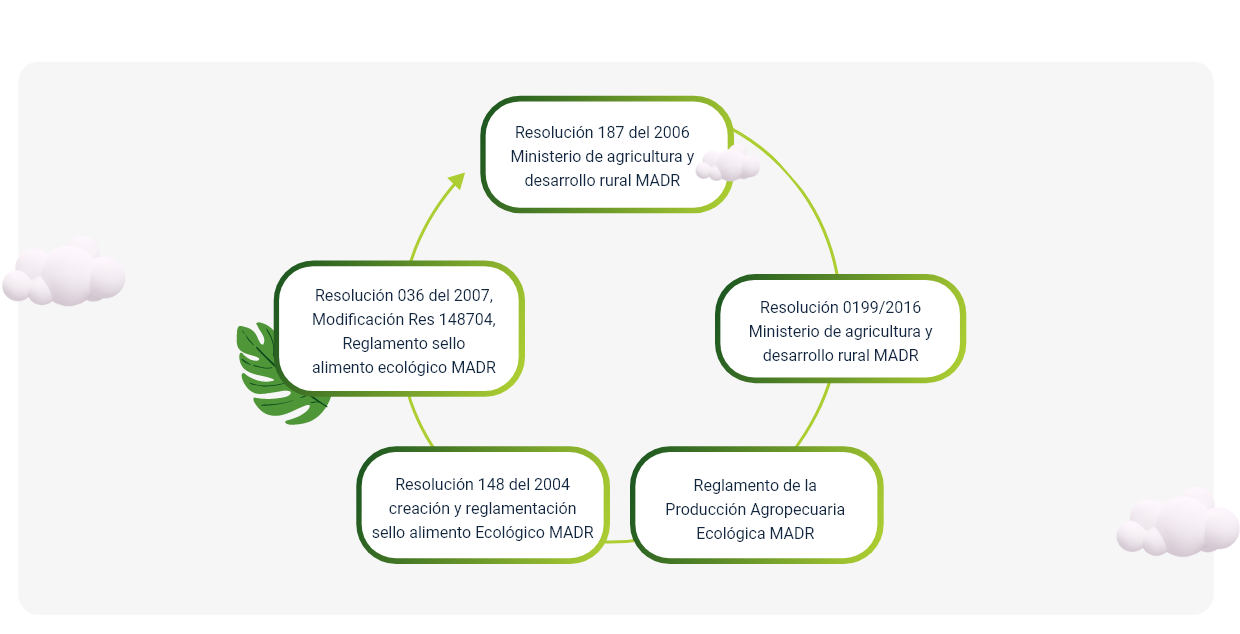 Resolución 187 del 2006
Ministerio de agricultura y
desarrollo rural MADR
Resolución 0199/2016
Ministerio de agricultura y
desarrollo rural MADR
Reglamento de la
Producción Agropecuaria
Ecológica MADR
Resolución 148 del 2004
creación y reglamentación
sello alimento Ecológico MADR
Resolución 036 del 2007,
Modificación Res 148704,
Reglamento sello
alimento ecológico MADR